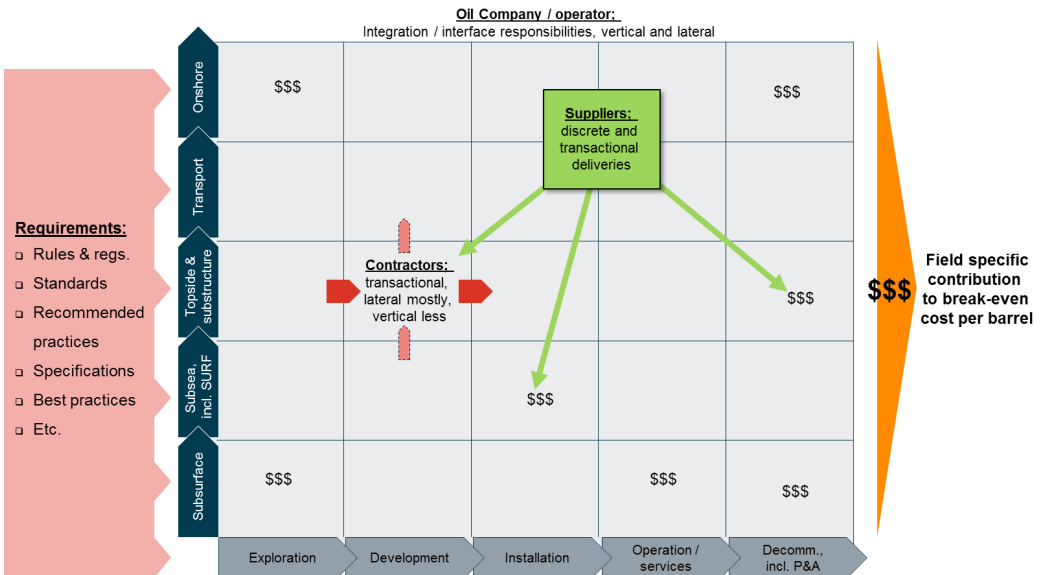 Oil Company / operator;
Integration / interface responsibilities, vertical and lateral
Requirements:
Rules & regs.
Standards
Recommended
practices
Specifications
Best practices
Etc.
Onshore
Transport
Topside &
substructure
Subsea,
incl. SURF
Subsurface
$$$
$$$
Suppliers;
discrete and
transactional
deliveries
Contractors;
transactional,
lateral mostly,
vertical less
$$$
$$$
$$$
$$$
$$$
$$$
Field specific
contribution
to break-even
cost per barrel
Exploration
Development
Installation
Operation /
services
Decomm.,
incl. P&A